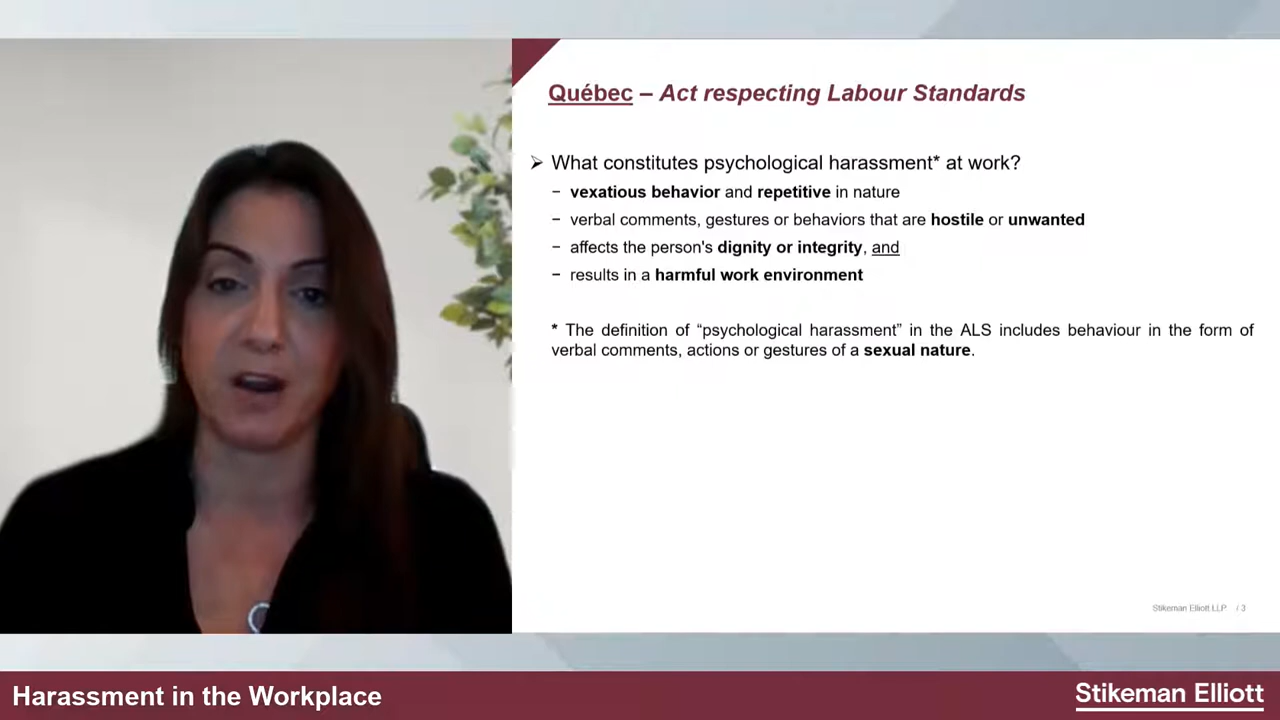 Québec – Act respecting Labour Standards
➢ What constitutes psychological harassment* at work?
− vexatious behavior and repetitive in nature
− verbal comments, gestures or behaviors that are hostile or unwanted
− affects the person's dignity or integrity, and
− results in a harmful work environment
* The definition of “psychological harassment” in the ALS includes behaviour in the form of
verbal comments, actions or gestures of a sexual nature.
Stikeman Elliott LLP / 3
Harassment in the Workplace
Stikeman Elliott